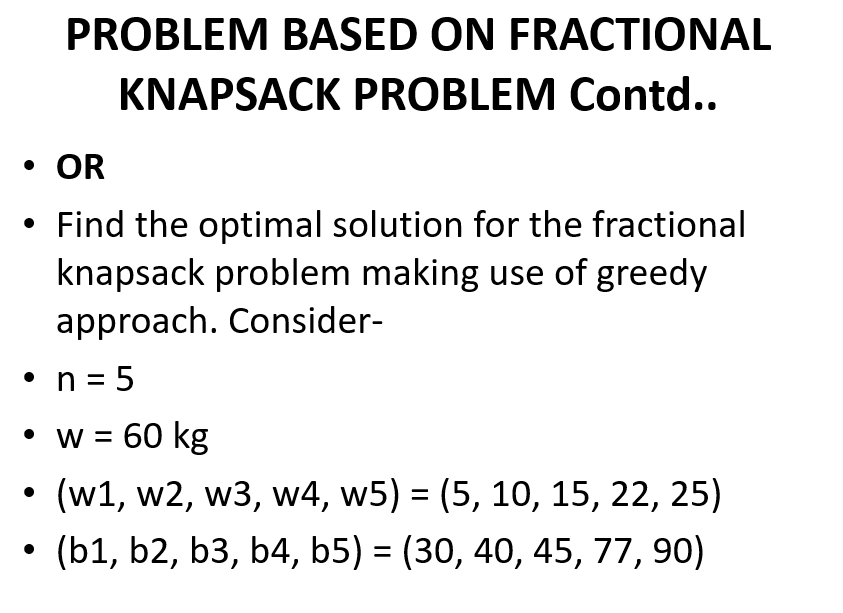 PROBLEM BASED ON FRACTIONAL
KNAPSACK PROBLEM Contd..
• OR
• Find the optimal solution for the fractional
knapsack problem making use of greedy
approach. Consider-
• n = 5
• w = 60 kg
• (w1, w2, w3, w4, w5) = (5, 10, 15, 22, 25)
• (b1, b2, b3, b4, b5) = (30, 40, 45, 77, 90)